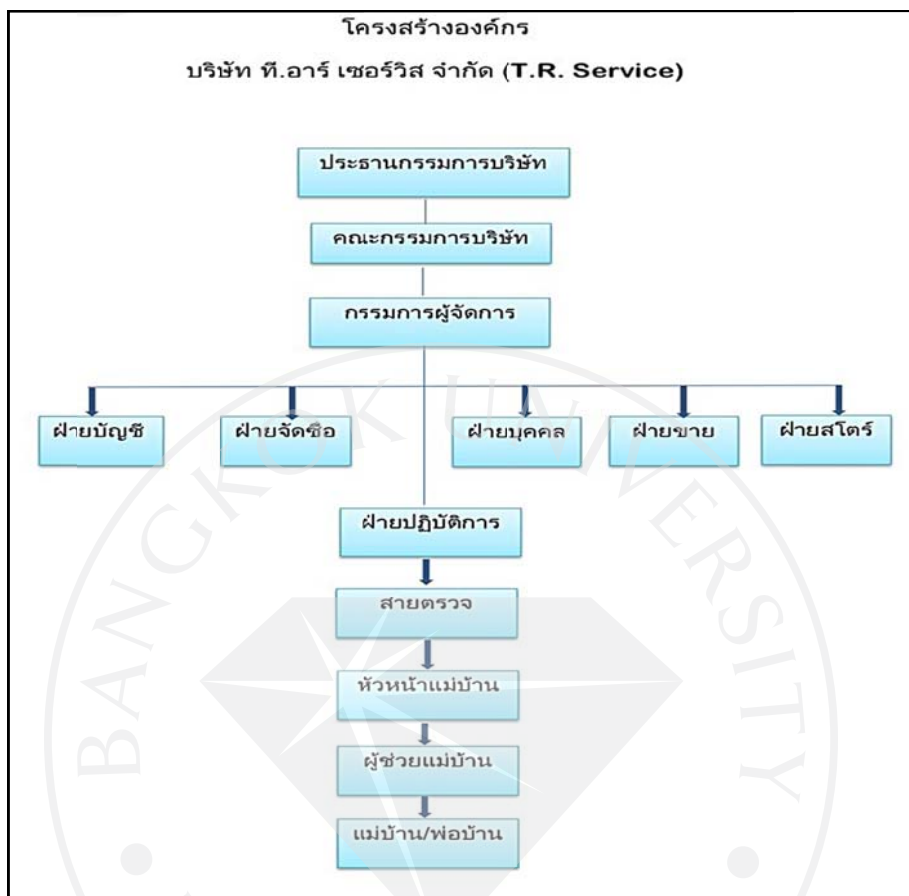 โครงสร้างองค์กร
บริษัท ที.อาร์ เซอร์วิส จำกัด (T.R. Service)
ประธานกรรมการบริษัท
คณะกรรมการบริษัท
กรรมการผู้จัดการ
ฝ่ายบัญชี
ฝ่ายจัดซื้อ
ฝ่ายบุคคล
ฝ่ายขาย
ฝ่ายสโตร์
ฝ่ายปฏิบัติการ
สายตรวจ
หัวหน้าแม่บ้าน
ผู้ช่วยแม่บ้าน
แม่บ้าน/พ่อบ้าน
BANGKOK UNIVERSITY